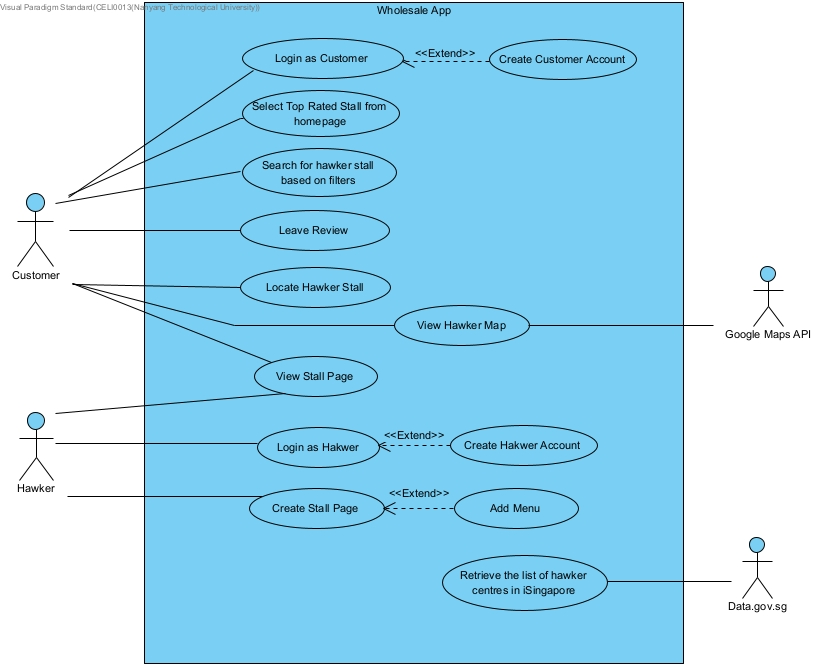 Visual Paradigm Standard(CELI0013(Nanyang Technological University))
Wholesale App
Login as Customer
<<Extend>>
Create Customer Account
Select Top Rated Stall from
homepage
Search for hawker stall
based on filters
Customer
Leave Review
Locate Hawker Stall
View Hawker Map
Google Maps API
View Stall Page
Hawker
Login as Hakwer
<<Extend>>
Create Hakwer Account
Create Stall Page
<<Extend>>
Add Menu
Retrieve the list of hawker
centres in iSingapore
Data.gov.sg